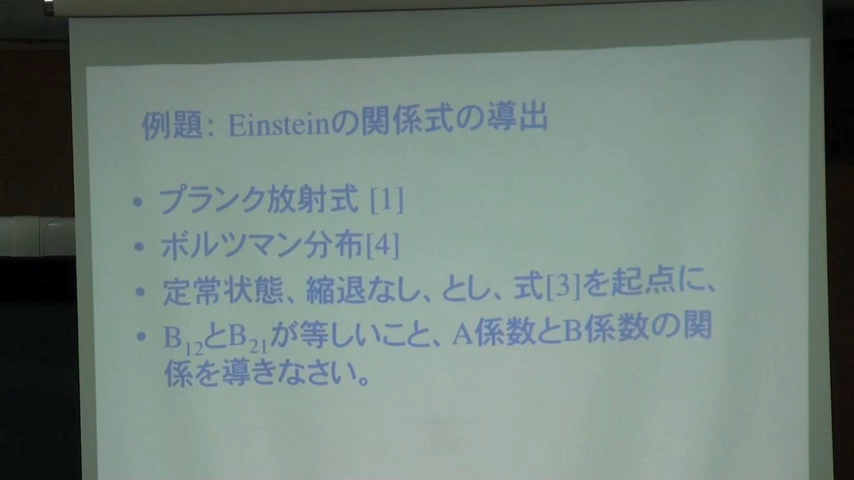 例題: Einsteinの関係式の導出
• プランク放射式 [1]
• ボルツマン分布[4]
• 定常状態、縮退なし、とし、式[3]を起点に、
• B₁₂とB₂₁が等しいこと、A係数とB係数の関
係を導きなさい。